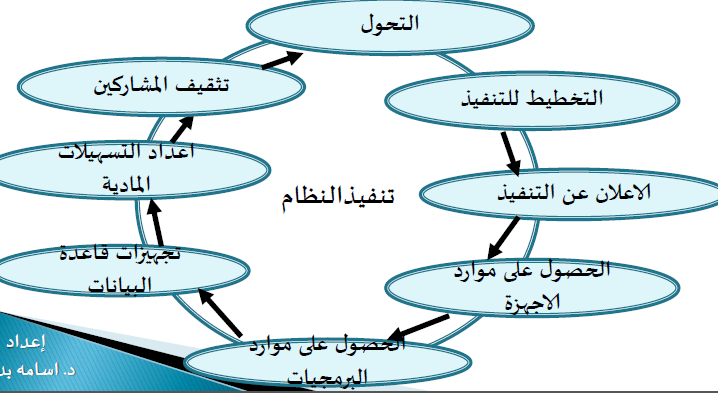 التحول
التخطيط للتنفيذ
الاعلان عن التنفيذ
الحصول على موارد
الاجهزة
الحصول على موارد
البرمجيات
تجهيزات قاعدة
البيانات
اعداد التسهيلات
المادية
تثقيف المشاركين
تنفيذالنظام
إعداد
د. اسامه